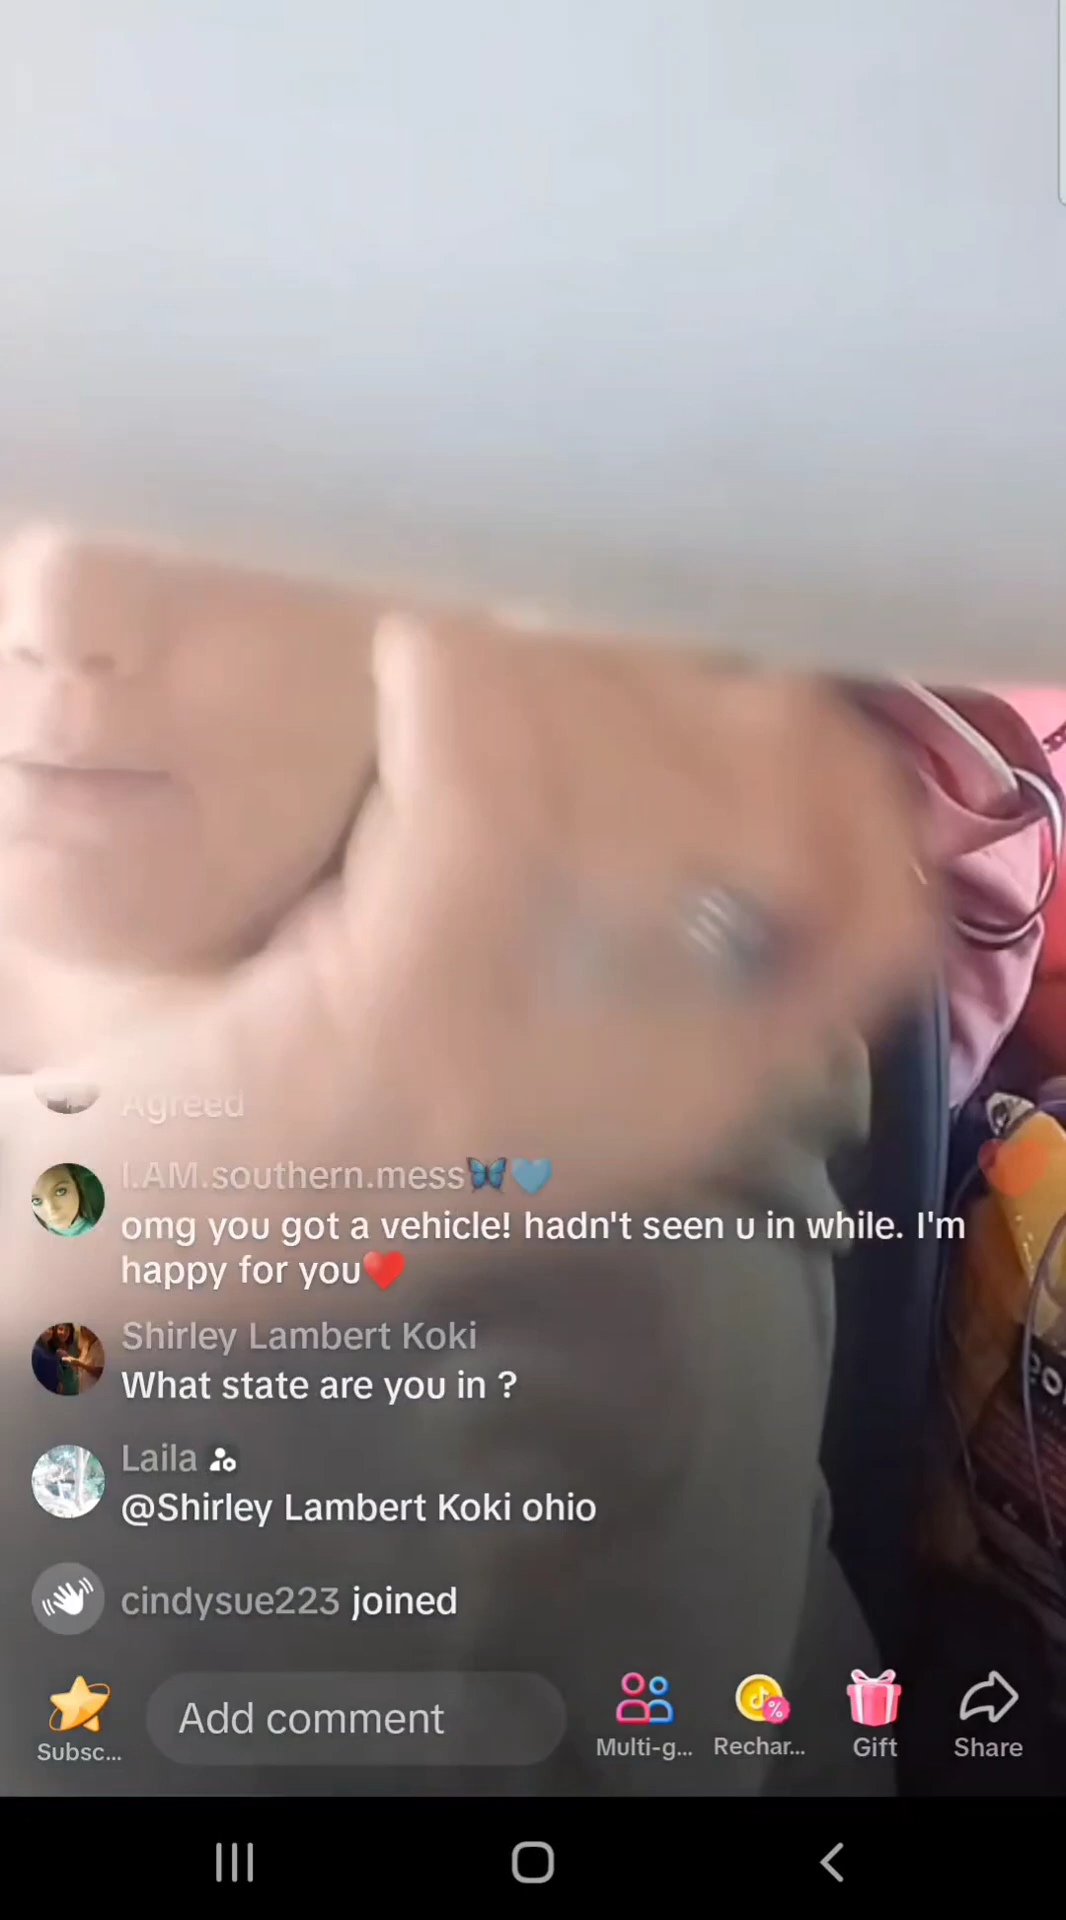 Agreed
I.AM.southern.mess🦋💙
omg you got a vehicle! hadn't seen u in while. I'm
happy for you❤️
Shirley Lambert Koki
What state are you in ?
Laila
@Shirley Lambert Koki ohio
cindysue223 joined
Add comment
Subsc...
Multi-g...
Rechar...
Gift
Share